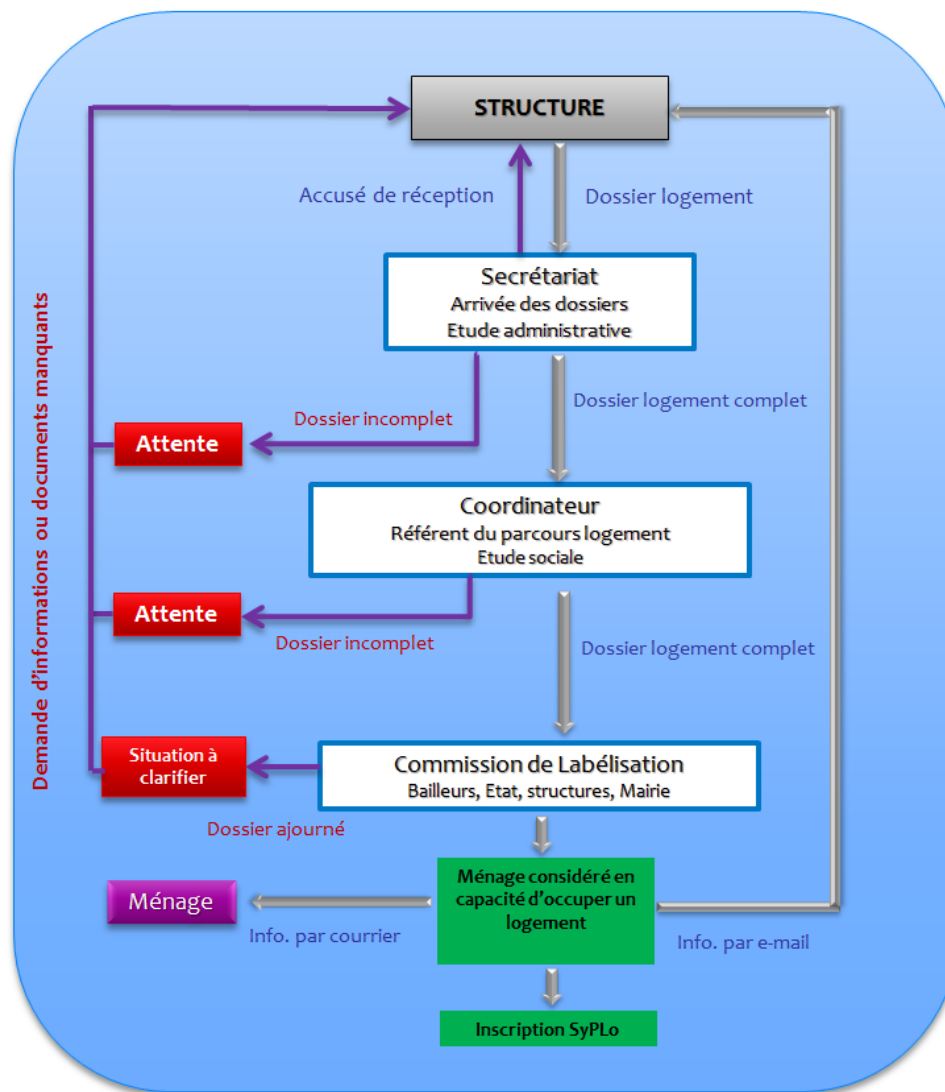 STRUCTURE
Accusé de réception
Dossier logement
Secrétariat
Arrivée des dossiers
Etude administrative
Demande d'informations ou documents manquants
Dossier logement complet
Dossier incomplet
Attente
Coordinateur
Référent du parcours logement
Etude sociale
Attente
Dossier incomplet
Dossier logement complet
Situation à
clarifier
Commission de Labélisation
Bailleurs, Etat, structures, Mairie
Dossier ajourné
Ménage considéré en
capacité d'occuper un
logement
Ménage
Info. par courrier
Info. par e-mail
Inscription SyPLo